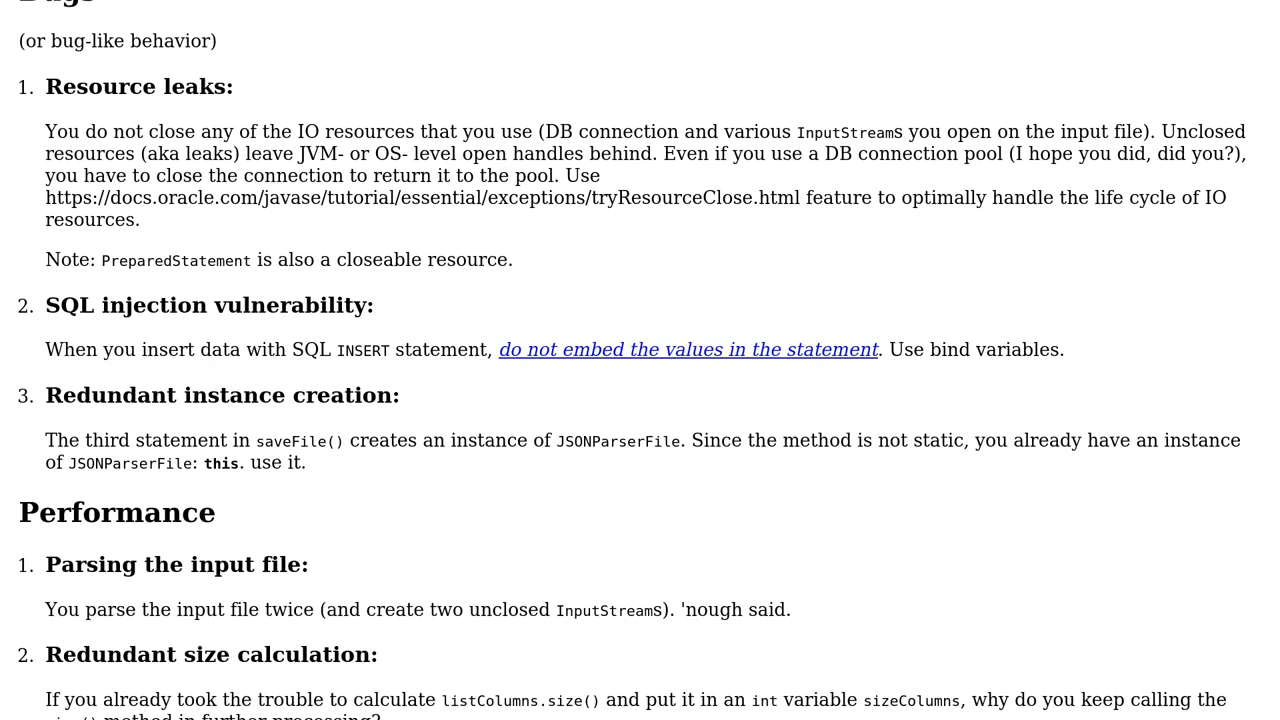 Bugs
(or bug-like behavior)
1. Resource leaks:
You do not close any of the IO resources that you use (DB connection and various InputStreams you open on the input file). Unclosed
resources (aka leaks) leave JVM- or OS- level open handles behind. Even if you use a DB connection pool (I hope you did, did you?),
you have to close the connection to return it to the pool. Use
https://docs.oracle.com/javase/tutorial/essential/exceptions/tryResourceClose.html feature to optimally handle the life cycle of IO
resources.
Note: PreparedStatement is also a closeable resource.
2. SQL injection vulnerability:
When you insert data with SQL INSERT statement, do not embed the values in the statement. Use bind variables.
3. Redundant instance creation:
The third statement in saveFile() creates an instance of JSONParserFile. Since the method is not static, you already have an instance
of JSONParserFile: this. use it.
Performance
1. Parsing the input file:
You parse the input file twice (and create two unclosed InputStreams). 'nough said.
2. Redundant size calculation:
If you already took the trouble to calculate listColumns.size() and put it in an int variable sizeColumns, why do you keep calling the
size() method in further processing?